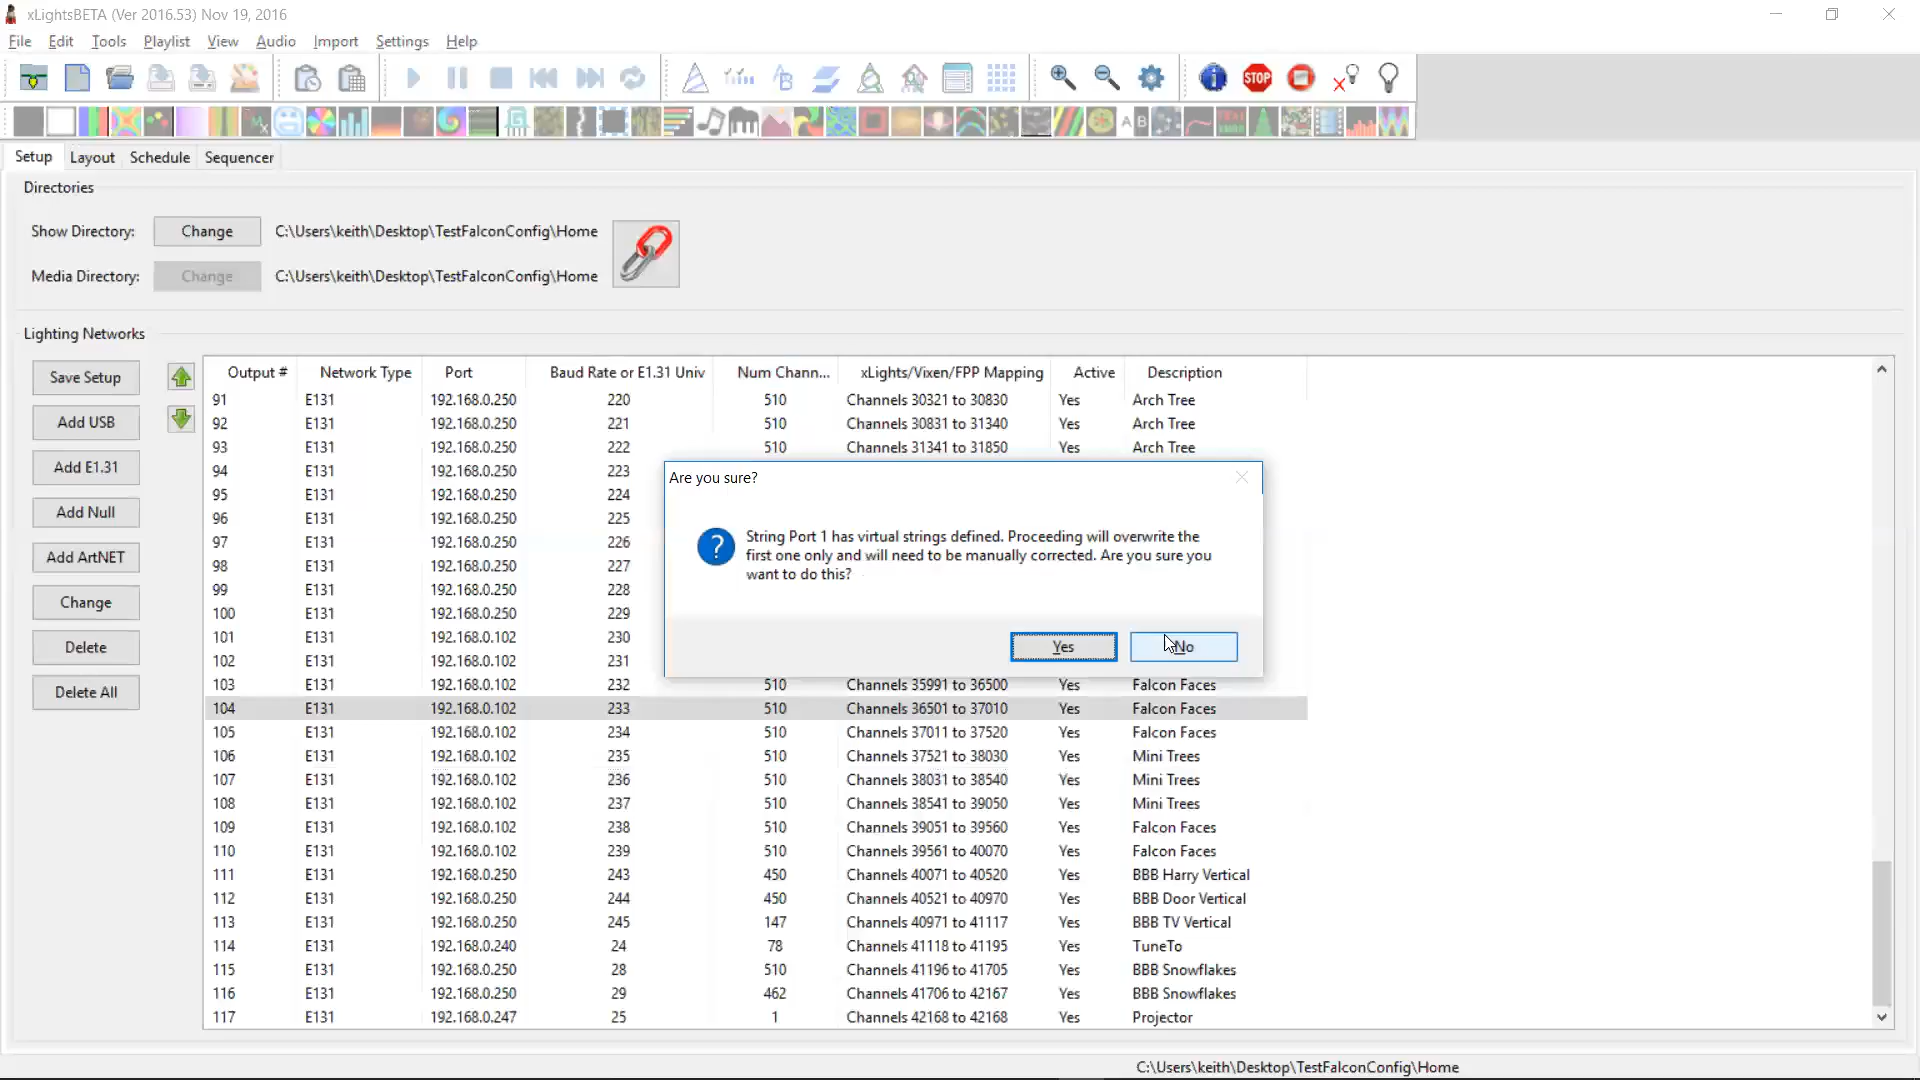 xLightsBETA (Ver 2016.53) Nov 19, 2016
File Edit Tools Playlist View Audio Import Settings Help
Setup Layout Schedule Sequencer
Directories
Show Directory: Change C:\Users\keith\Desktop\TestFalconConfig\Home
Media Directory: Change C:\Users\keith\Desktop\TestFalconConfig\Home
Lighting Networks
Save Setup
Add USB
Add E1.31
Add Null
Add ArtNET
Change
Delete
Delete All
Output # Network Type Port Baud Rate or E1.31 Univ Num Chann... xLights/Vixen/FPP Mapping Active Description
91 E131 192.168.0.250 220 510 Channels 30321 to 30830 Yes Arch Tree
92 E131 192.168.0.250 221 510 Channels 30831 to 31340 Yes Arch Tree
93 E131 192.168.0.250 222 510 Channels 31341 to 31850 Yes Arch Tree
94 E131 192.168.0.250 223
95 E131 192.168.0.250 224
96 E131 192.168.0.250 225
97 E131 192.168.0.250 226
98 E131 192.168.0.250 227
99 E131 192.168.0.250 228
100 E131 192.168.0.250 229
101 E131 192.168.0.102 230
102 E131 192.168.0.102 231
103 E131 192.168.0.102 232 510 Channels 35991 to 36500 Yes Falcon Faces
104 E131 192.168.0.102 233 510 Channels 36501 to 37010 Yes Falcon Faces
105 E131 192.168.0.102 234 510 Channels 37011 to 37520 Yes Falcon Faces
106 E131 192.168.0.102 235 510 Channels 37521 to 38030 Yes Mini Trees
107 E131 192.168.0.102 236 510 Channels 38031 to 38540 Yes Mini Trees
108 E131 192.168.0.102 237 510 Channels 38541 to 39050 Yes Mini Trees
109 E131 192.168.0.102 238 510 Channels 39051 to 39560 Yes Falcon Faces
110 E131 192.168.0.102 239 510 Channels 39561 to 40070 Yes Falcon Faces
111 E131 192.168.0.250 243 450 Channels 40071 to 40520 Yes BBB Harry Vertical
112 E131 192.168.0.250 244 450 Channels 40521 to 40970 Yes BBB Door Vertical
113 E131 192.168.0.250 245 147 Channels 40971 to 41117 Yes BBB TV Vertical
114 E131 192.168.0.240 24 78 Channels 41118 to 41195 Yes TuneTo
115 E131 192.168.0.250 28 510 Channels 41196 to 41705 Yes BBB Snowflakes
116 E131 192.168.0.250 29 462 Channels 41706 to 42167 Yes BBB Snowflakes
117 E131 192.168.0.247 25 1 Channels 42168 to 42168 Yes Projector
Are you sure?
String Port 1 has virtual strings defined. Proceeding will overwrite the
first one only and will need to be manually corrected. Are you sure you
want to do this?
Yes No
C:\Users\keith\Desktop\TestFalconConfig\Home